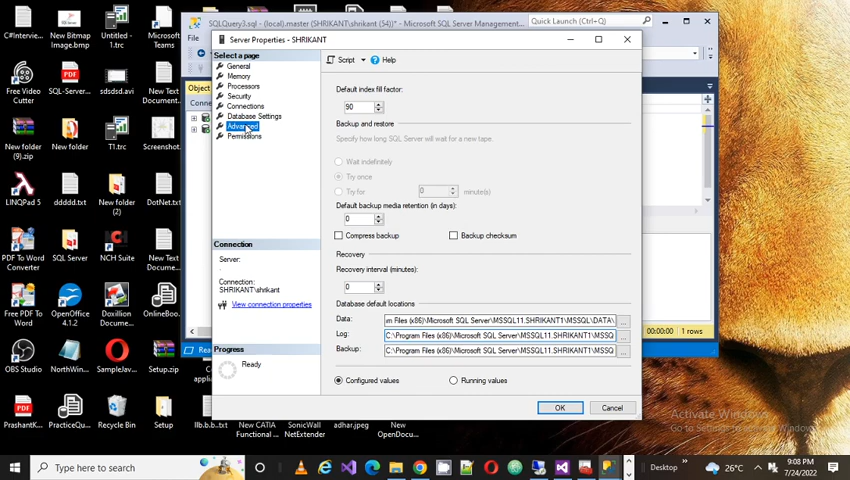 SQLQuery3.sql - (local).master (SHRIKANT\shrikant (54))* - Microsoft SQL Server Management...
Quick Launch (Ctrl+Q)
File
Server Properties - SHRIKANT
Select a page
General
Memory
Processors
Security
Connections
Database Settings
Advanced
Permissions
Script
Help
Default index fill factor:
90
Backup and restore
Specify how long SQL Server will wait for a new tape.
Wait indefinitely
Try once
Try for
0
minute(s)
Default backup media retention (in days):
0
Compress backup
Backup checksum
Recovery
Recovery interval (minutes):
0
Database default locations
Data:
m Files (x86)\Microsoft SQL Server\MSSQL11.SHRIKANT1\MSSQL\DATA\
Log:
C:\Program Files (x86)\Microsoft SQL Server\MSSQL11.SHRIKANT1\MSSQ
Backup:
C:\Program Files (x86)\Microsoft SQL Server\MSSQL11.SHRIKANT1\MSSQ
Configured values
Running values
OK
Cancel
Connection
Server:
.
Connection:
SHRIKANT\shrikant
View connection properties
Progress
Ready
Object
Conne
Rea
00:00:00
1 rows
C#Interview...
New Bitmap
Image.bmp
Untitled -
1.trc
Microsoft
Teams
Free Video
Cutter
SQL-Server...
sdsdsd.avi
New Text
Document...
New folder
(9).zip
New folder
T1.trc
Screenshot...
LINQPad 5
ddddd.txt
New folder
(2)
DotNet.txt
PDF To Word
Converter
SQL Server
NCH Suite
New Text
Document...
Free PDF To
Word
OpenOffice
4.1.2
Doxillion
Docume...
OnlineBoo...
OBS Studio
NorthWin...
SampleJav...
Setup.zip
PrashantK...
PracticeQu...
Recycle Bin
Setup
llb.b.b..txt
New CATIA
Functional ...
SonicWall
NetExtender
adhar.jpeg
New
OpenDocu...
Activate Windows
Go to Settings to activate Windows.
Type here to search
Desktop
26°C
9:08 PM
7/24/2022